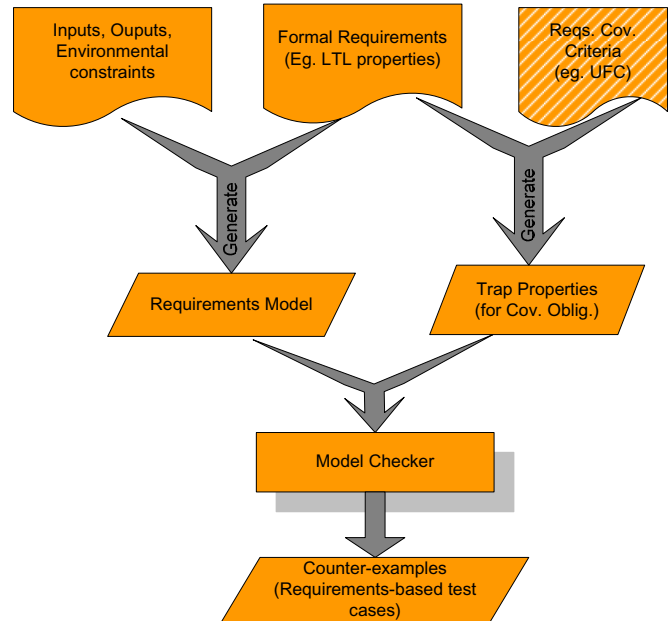 Inputs, Ouputs,
Environmental
constraints
Formal Requirements
(Eg. LTL properties)
Reqs. Cov.
Criteria
(eg. UFC)
Generate
Generate
Requirements Model
Trap Properties
(for Cov. Oblig.)
Model Checker
Counter-examples
(Requirements-based test
cases)